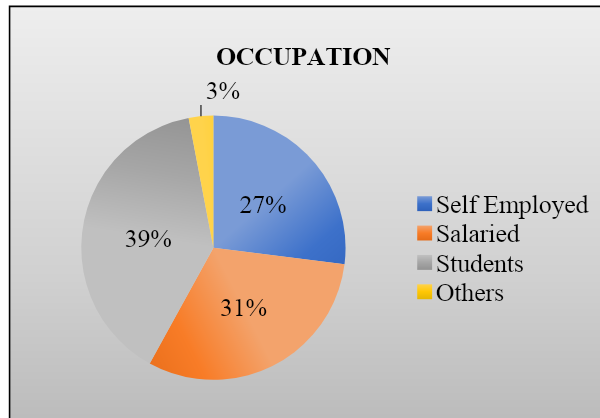 OCCUPATION
3%
27%
39%
31%
Self Employed
Salaried
Students
Others